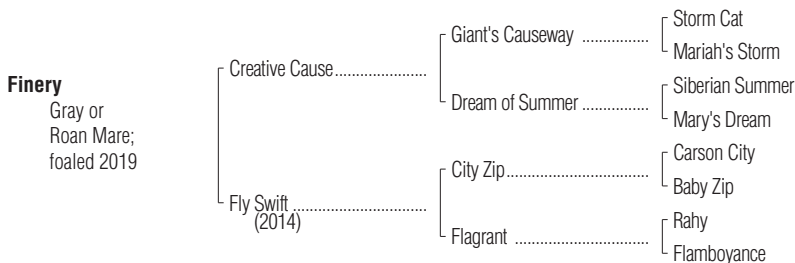 Finery
Gray or
Roan Mare;
foaled 2019
Creative Cause
Fly Swift
(2014)
Giant's Causeway
Dream of Summer
City Zip
Flagrant
Storm Cat
Mariah's Storm
Siberian Summer
Mary's Dream
Carson City
Baby Zip
Rahy
Flamboyance